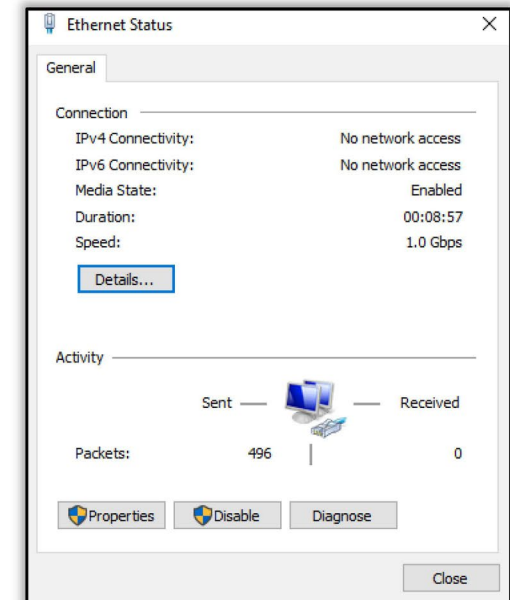 Ethernet Status
General
Connection
IPv4 Connectivity: No network access
IPv6 Connectivity: No network access
Media State: Enabled
Duration: 00:08:57
Speed: 1.0 Gbps
Details...
Activity
Sent Received
Packets: 496 0
Properties Disable Diagnose
Close